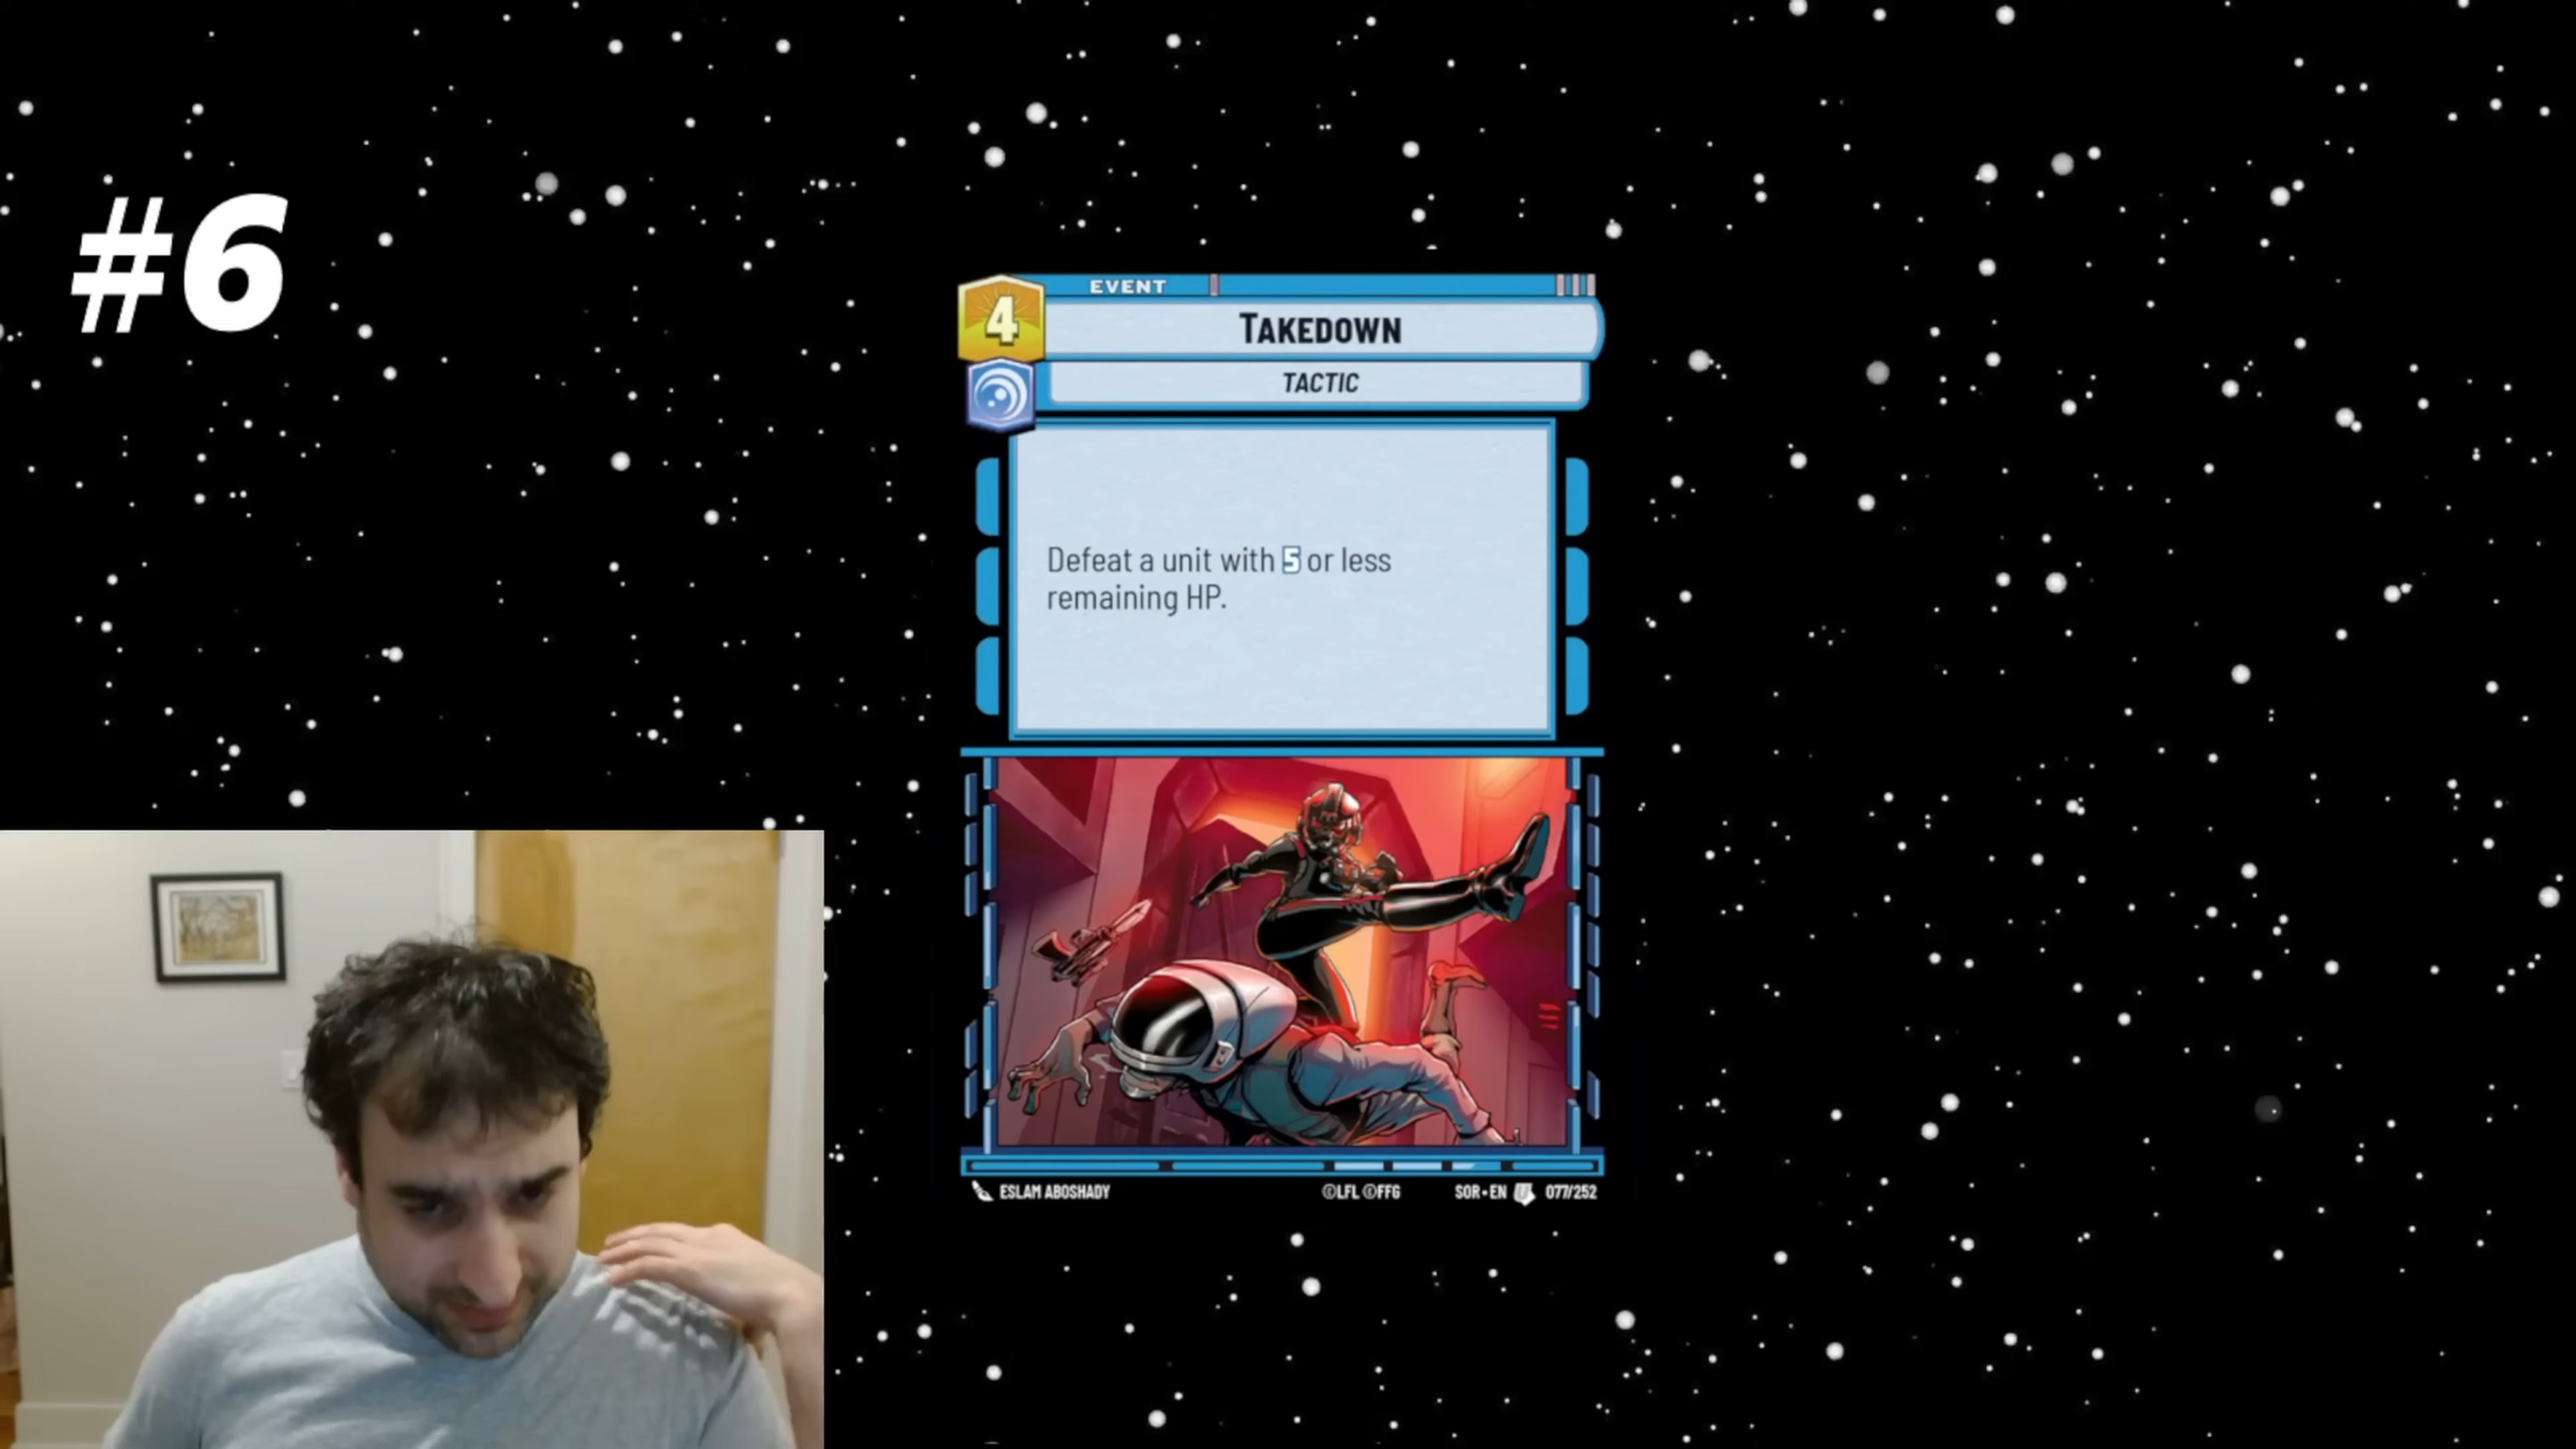 #6
EVENT
4
TAKEDOWN
TACTIC
Defeat a unit with 5 or less
remaining HP.
ESLAM ABOSHADY
©LFL ©FFG
SOR•EN
U
077/252